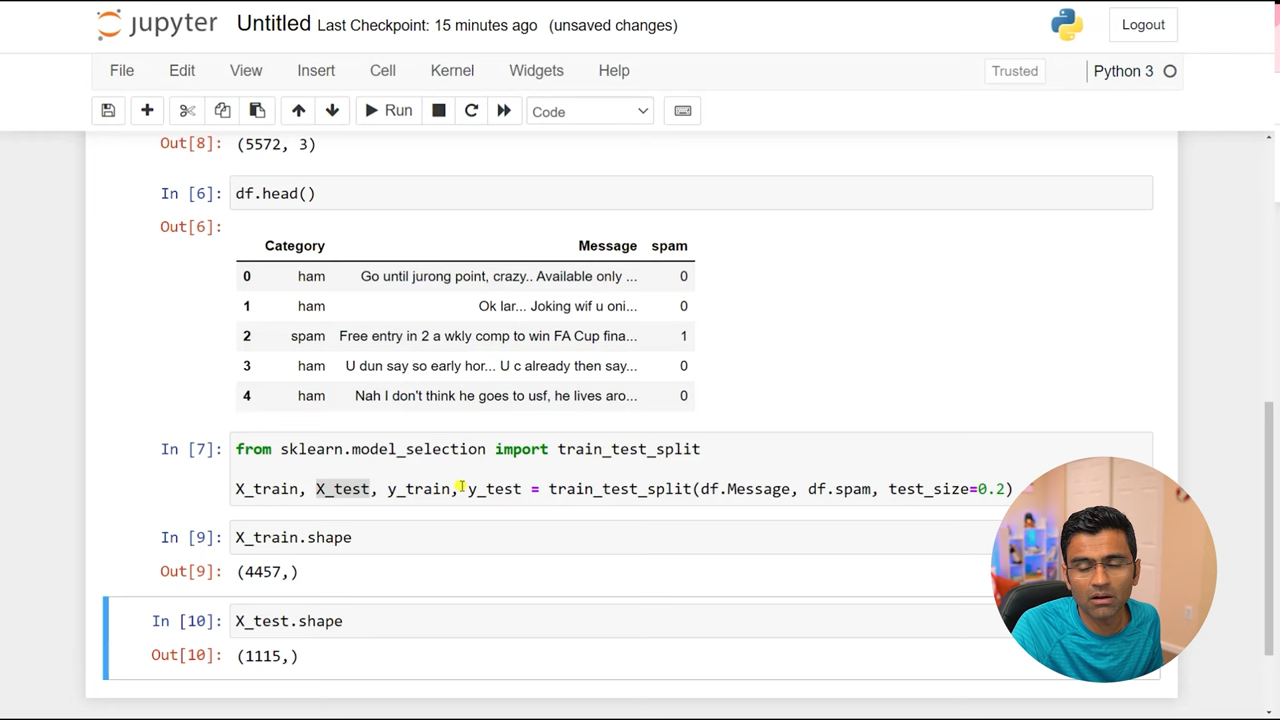 jupyter Untitled Last Checkpoint: 15 minutes ago (unsaved changes) Logout
File Edit View Insert Cell Kernel Widgets Help Trusted Python 3
Run Code
Out[8]: (5572, 3)
In [6]: df.head()
Out[6]:
Category Message spam
0 ham Go until jurong point, crazy.. Available only ... 0
1 ham Ok lar... Joking wif u oni... 0
2 spam Free entry in 2 a wkly comp to win FA Cup fina... 1
3 ham U dun say so early hor... U c already then say... 0
4 ham Nah I don't think he goes to usf, he lives aro... 0
In [7]: from sklearn.model_selection import train_test_split
X_train, X_test, y_train, y_test = train_test_split(df.Message, df.spam, test_size=0.2)
In [9]: X_train.shape
Out[9]: (4457,)
In [10]: X_test.shape
Out[10]: (1115,)